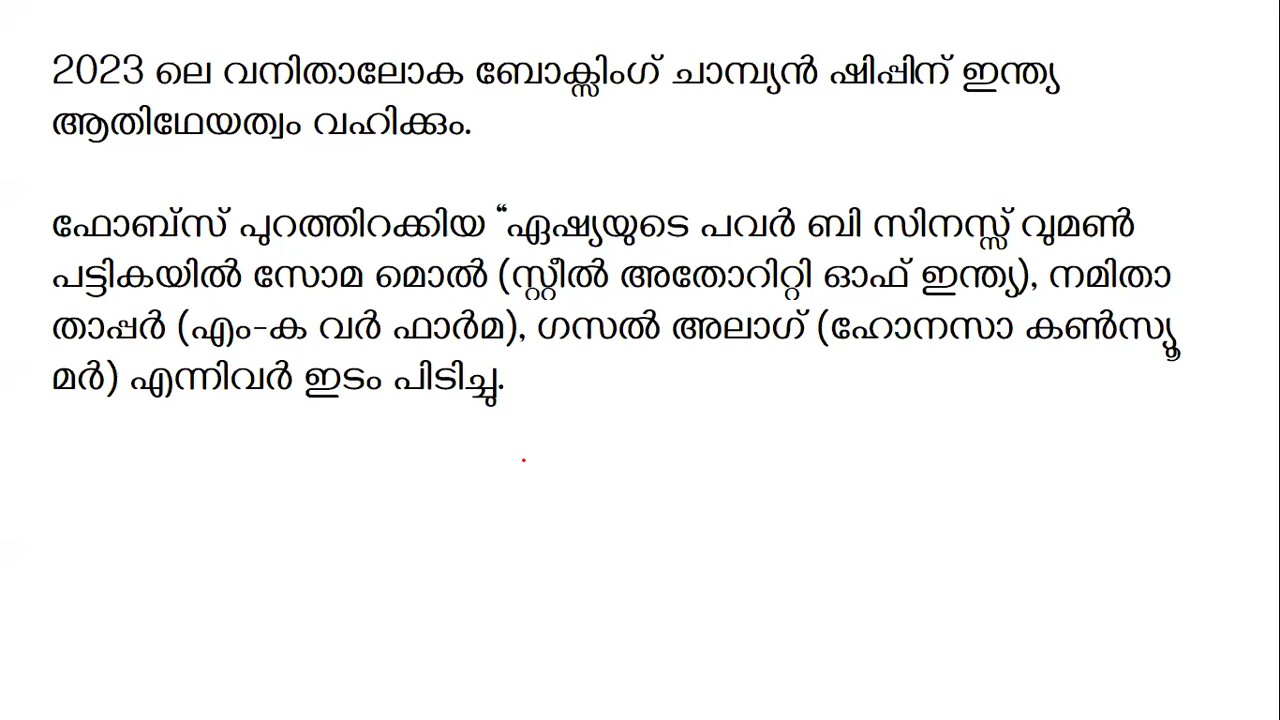 2023 ലെ വനിതാലോക ബോക്സിംഗ് ചാമ്പ്യൻ ഷിപ്പിന് ഇന്ത്യ
ആതിഥേയത്വം വഹിക്കും.
ഫോബ്സ് പുറത്തിറക്കിയ “ഏഷ്യയുടെ പവർ ബി സിനസ്സ് വുമൺ
പട്ടികയിൽ സോമ മൊൽ (സ്റ്റീൽ അതോറിറ്റി ഓഫ് ഇന്ത്യ), നമിതാ
താപ്പർ (എം-ക വർ ഫാർമ), ഗസൽ അലാഗ് (ഹോനസാ കൺസ്യൂ
മർ) എന്നിവർ ഇടം പിടിച്ചു.